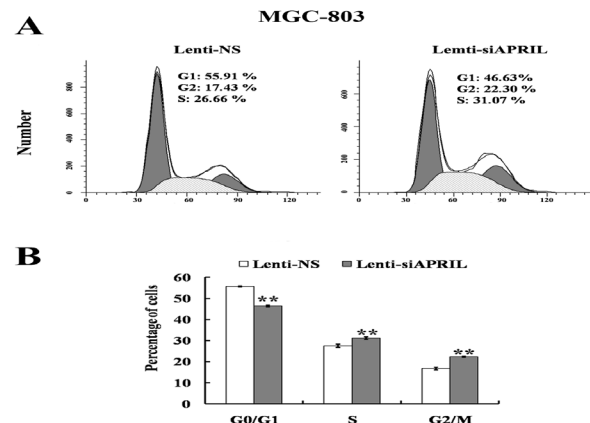 A
MGC-803
Lenti-NS
G1: 55.91 %
G2: 17.43 %
S: 26.66 %
Number
800
600
400
200
0
0 30 60 90 120
Lemti-siAPRIL
G1: 46.63%
G2: 22.30 %
S: 31.07 %
600
400
200
0
0 30 60 90 120
B
Lenti-NS Lenti-siAPRIL
Percentage of cells
60
50
40
30
20
10
0
**
**
**
G0/G1 S G2/M